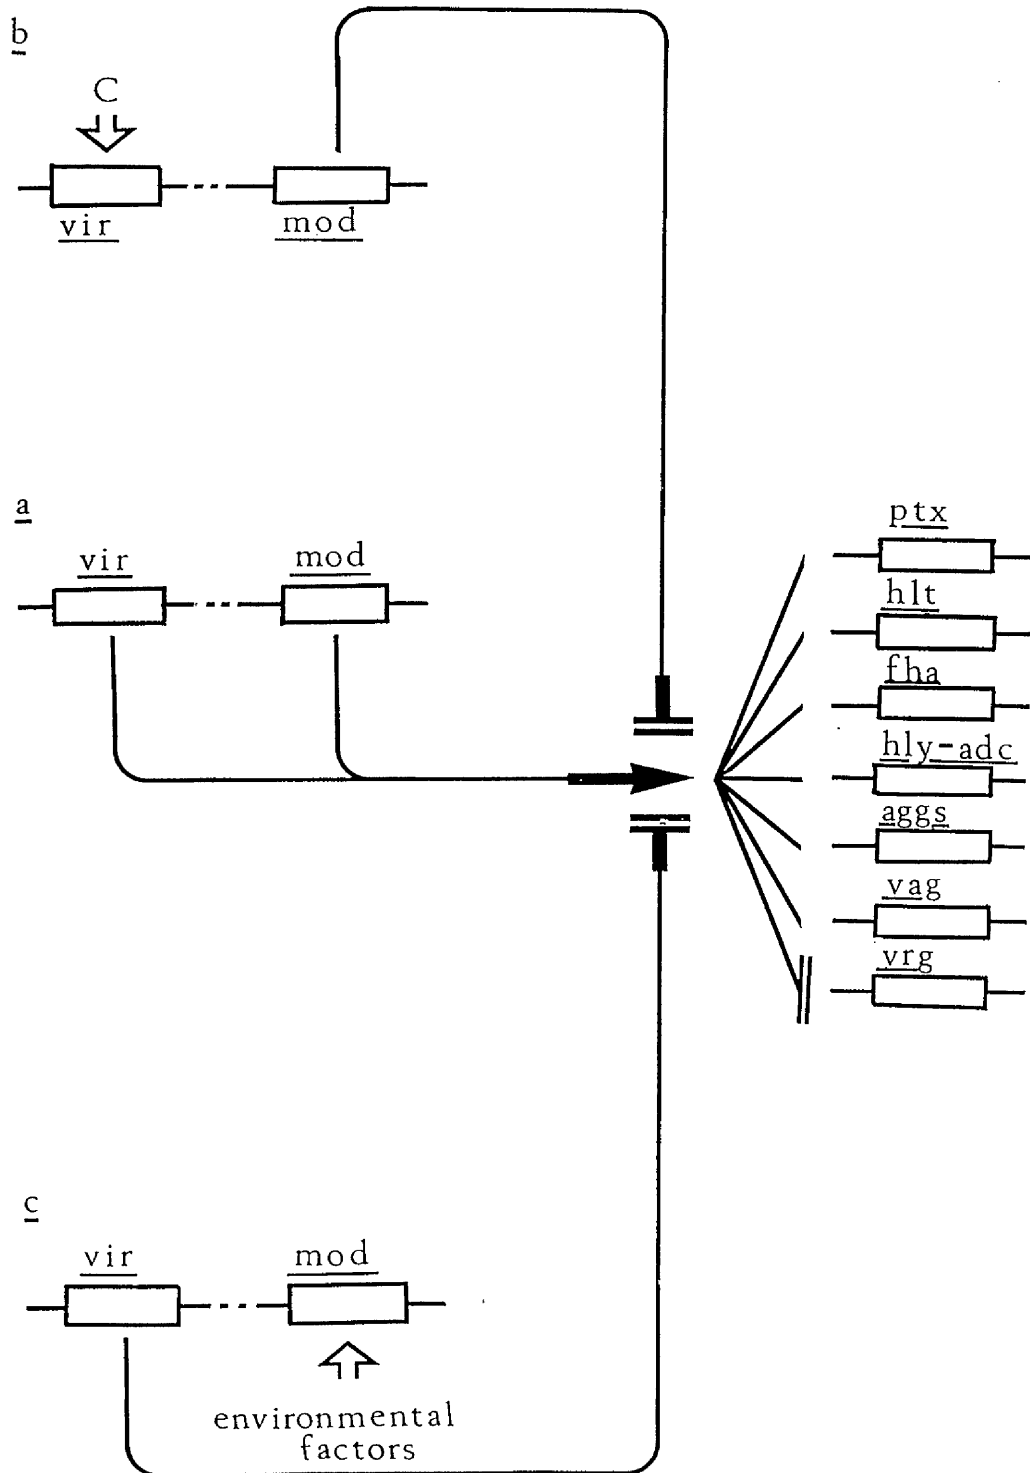 b
C
vir
mod
a
vir
mod
ptx
hlt
fha
hly-adc
aggs
vag
vrg
c
vir
mod
environmental
factors